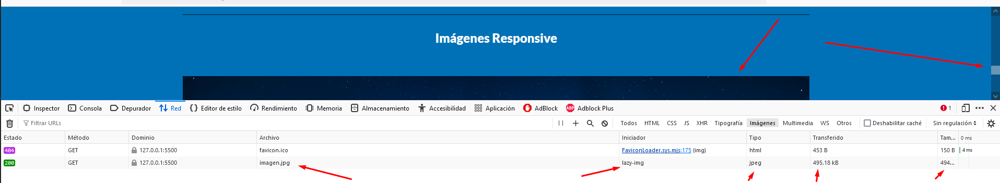 Imágenes Responsive
Inspector Consola Depurador Red Editor de estilo Rendimiento Memoria Almacenamiento Accesibilidad Aplicación AdBlock ABP Adblock Plus 1
Filtrar URLs Todos HTML CSS JS XHR Tipografía Imágenes Multimedia WS Otros Deshabilitar caché Sin regulación
Estado Método Dominio Archivo Iniciador Tipo Transferido Tam... 0 ms
404 GET 127.0.0.1:5500 favicon.ico FaviconLoader.sys.mjs:175 (img) html 453 B 150 B 4 ms
200 GET 127.0.0.1:5500 imagen.jpg lazy-img jpeg 495.18 kB 494...